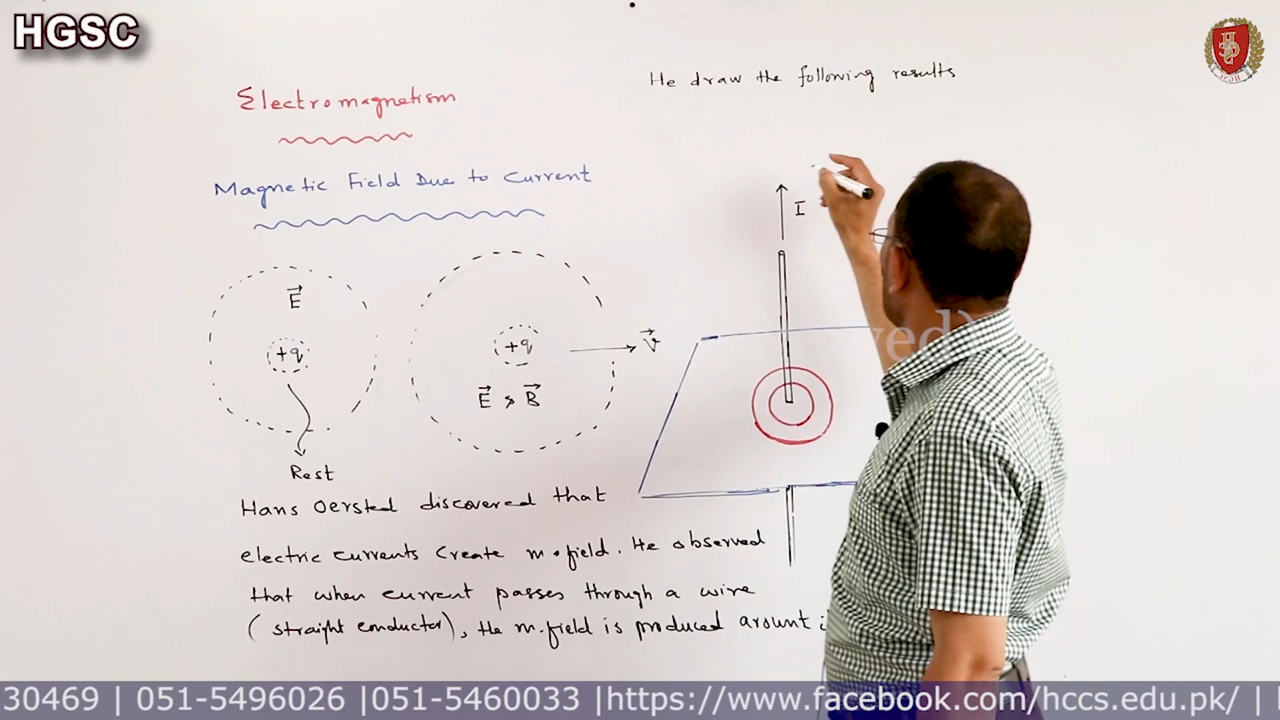 HGSC
He draw the following results
Electromagnetism
Magnetic Field Due to Current
I
E
+q
Rest
+q
V
E , B
Hans Oersted discovered that
electric currents create m.field. He observed
that when current passes through a wire
(straight conductor), the m.field is produced arount i
ved)
30469 | 051-5496026 |051-5460033 |https://www.facebook.com/hccs.edu.pk/ |